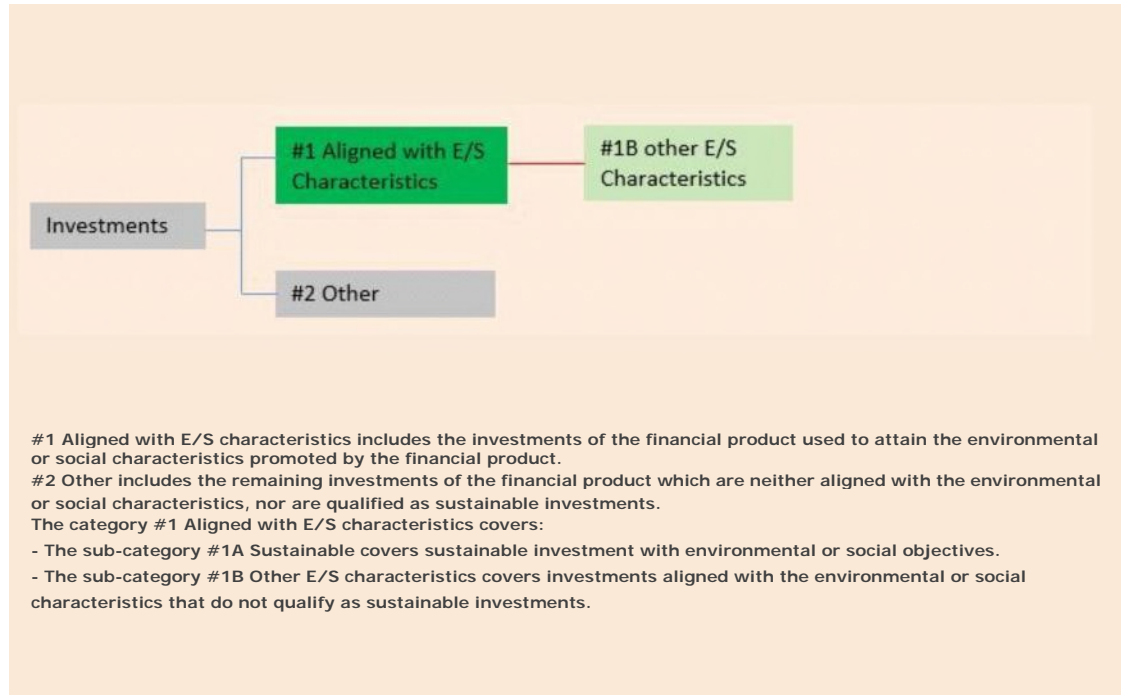 #1 Aligned with E/S
Characteristics
#1B other E/S
Characteristics
Investments
#2 Other
#1 Aligned with E/S characteristics includes the investments of the financial product used to attain the environmental
or social characteristics promoted by the financial product.
#2 Other includes the remaining investments of the financial product which are neither aligned with the environmental
or social characteristics, nor are qualified as sustainable investments.
The category #1 Aligned with E/S characteristics covers:
- The sub-category #1A Sustainable covers sustainable investment with environmental or social objectives.
- The sub-category #1B Other E/S characteristics covers investments aligned with the environmental or social
characteristics that do not qualify as sustainable investments.